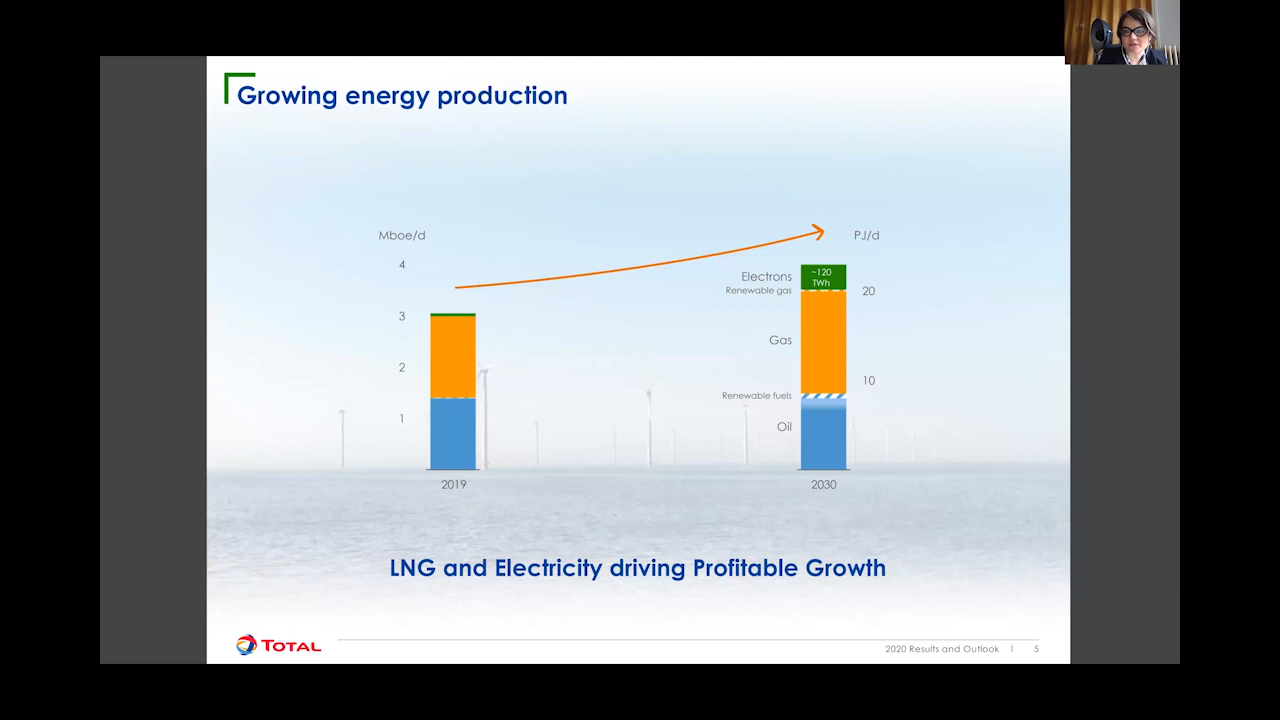 Growing energy production
Mboe/d
PJ/d
4
Electrons
~120
TWh
Renewable gas
20
3
Gas
2
10
Renewable fuels
1
Oil
2019
2030
LNG and Electricity driving Profitable Growth
TOTAL
2020 Results and Outlook | 5